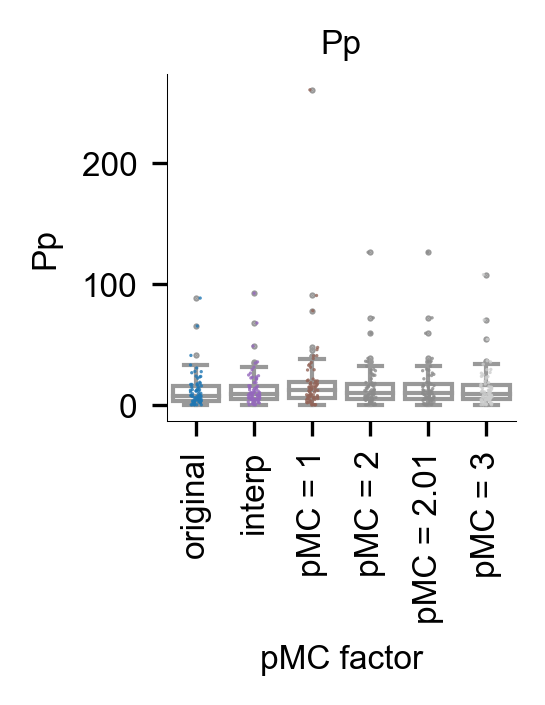 Pp
Pp
200
100
0
original
interp
pMC = 1
pMC = 2
pMC = 2.01
pMC = 3
pMC factor